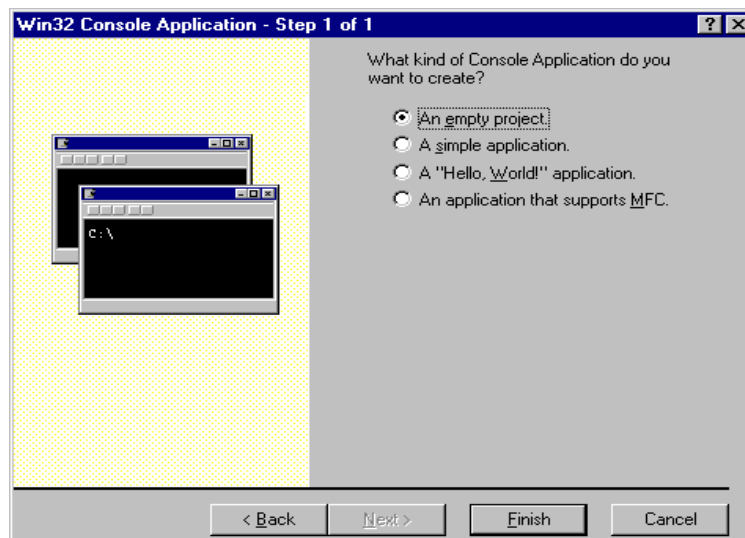 Win32 Console Application - Step 1 of 1
What kind of Console Application do you
want to create?
An empty project.
A simple application.
A "Hello, World!" application.
An application that supports MFC.
C:\
< Back
Next >
Finish
Cancel